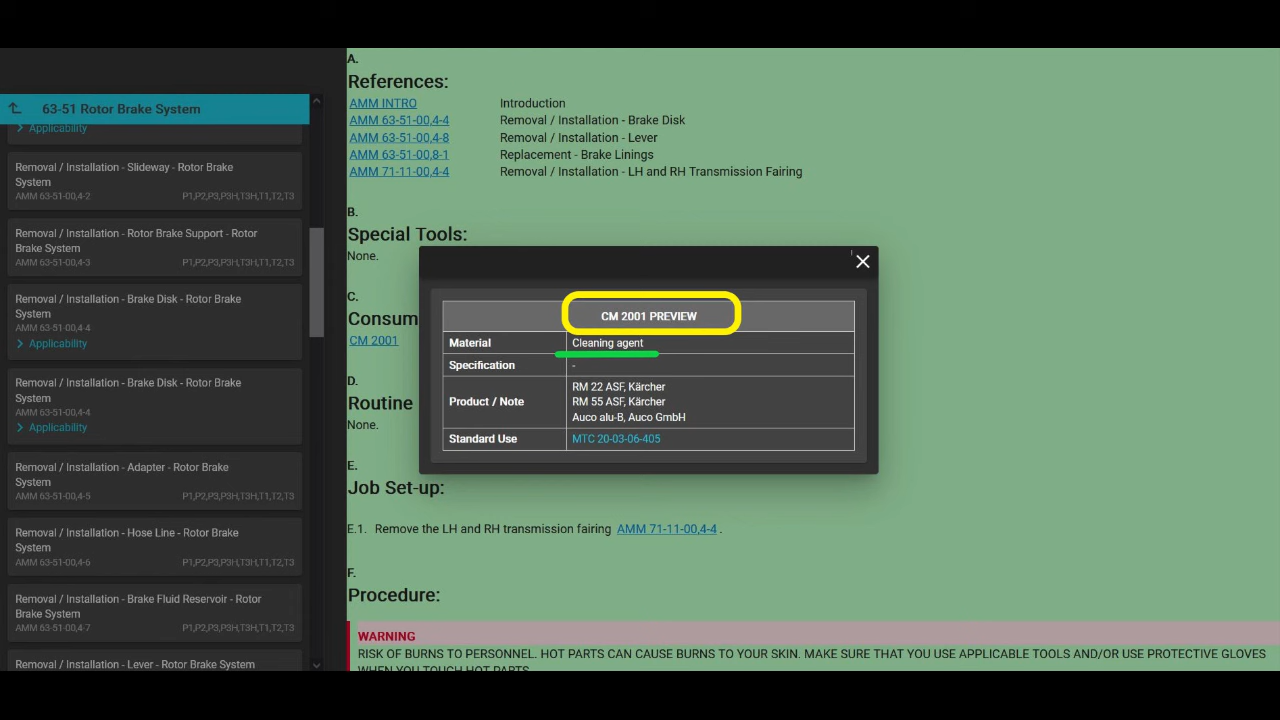 63-51 Rotor Brake System
Applicability
Removal / Installation - Slideway - Rotor Brake
System
AMM 63-51-00,4-2 P1,P2,P3,P3H,T3H,T1,T2,T3
Removal / Installation - Rotor Brake Support - Rotor
Brake System
AMM 63-51-00,4-3 P1,P2,P3,P3H,T3H,T1,T2,T3
Removal / Installation - Brake Disk - Rotor Brake
System
AMM 63-51-00,4-4
Applicability
Removal / Installation - Brake Disk - Rotor Brake
System
AMM 63-51-00,4-4
Applicability
Removal / Installation - Adapter - Rotor Brake
System
AMM 63-51-00,4-5 P1,P2,P3,P3H,T3H,T1,T2,T3
Removal / Installation - Hose Line - Rotor Brake
System
AMM 63-51-00,4-6 P1,P2,P3,P3H,T3H,T1,T2,T3
Removal / Installation - Brake Fluid Reservoir - Rotor
Brake System
AMM 63-51-00,4-7 P1,P2,P3,P3H,T3H,T1,T2,T3
Removal / Installation - Lever - Rotor Brake System
A.
References:
AMM INTRO Introduction
AMM 63-51-00,4-4 Removal / Installation - Brake Disk
AMM 63-51-00,4-8 Removal / Installation - Lever
AMM 63-51-00,8-1 Replacement - Brake Linings
AMM 71-11-00,4-4 Removal / Installation - LH and RH Transmission Fairing
B.
Special Tools:
None.
C.
Consum
CM 2001
D.
Routine
None.
E.
Job Set-up:
E.1. Remove the LH and RH transmission fairing AMM 71-11-00,4-4 .
F.
Procedure:
WARNING
RISK OF BURNS TO PERSONNEL. HOT PARTS CAN CAUSE BURNS TO YOUR SKIN. MAKE SURE THAT YOU USE APPLICABLE TOOLS AND/OR USE PROTECTIVE GLOVES
WHEN YOU TOUCH HOT PARTS
CM 2001 PREVIEW
Material Cleaning agent
Specification -
Product / Note RM 22 ASF, Kärcher
RM 55 ASF, Kärcher
Auco alu-B, Auco GmbH
Standard Use MTC 20-03-06-405